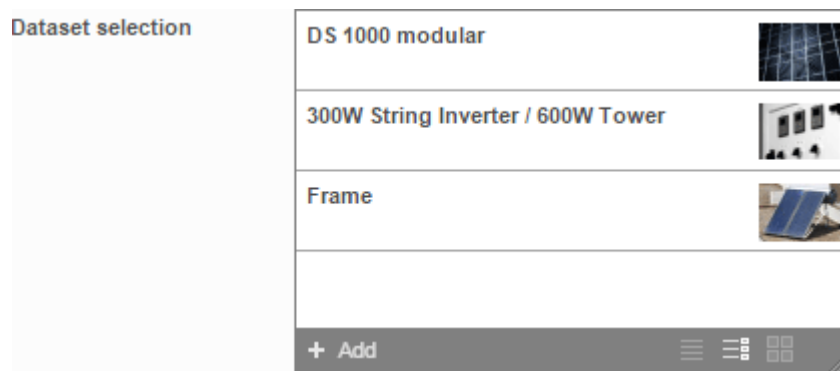 Dataset selection
DS 1000 modular
300W String Inverter / 600W Tower
Frame
+ Add